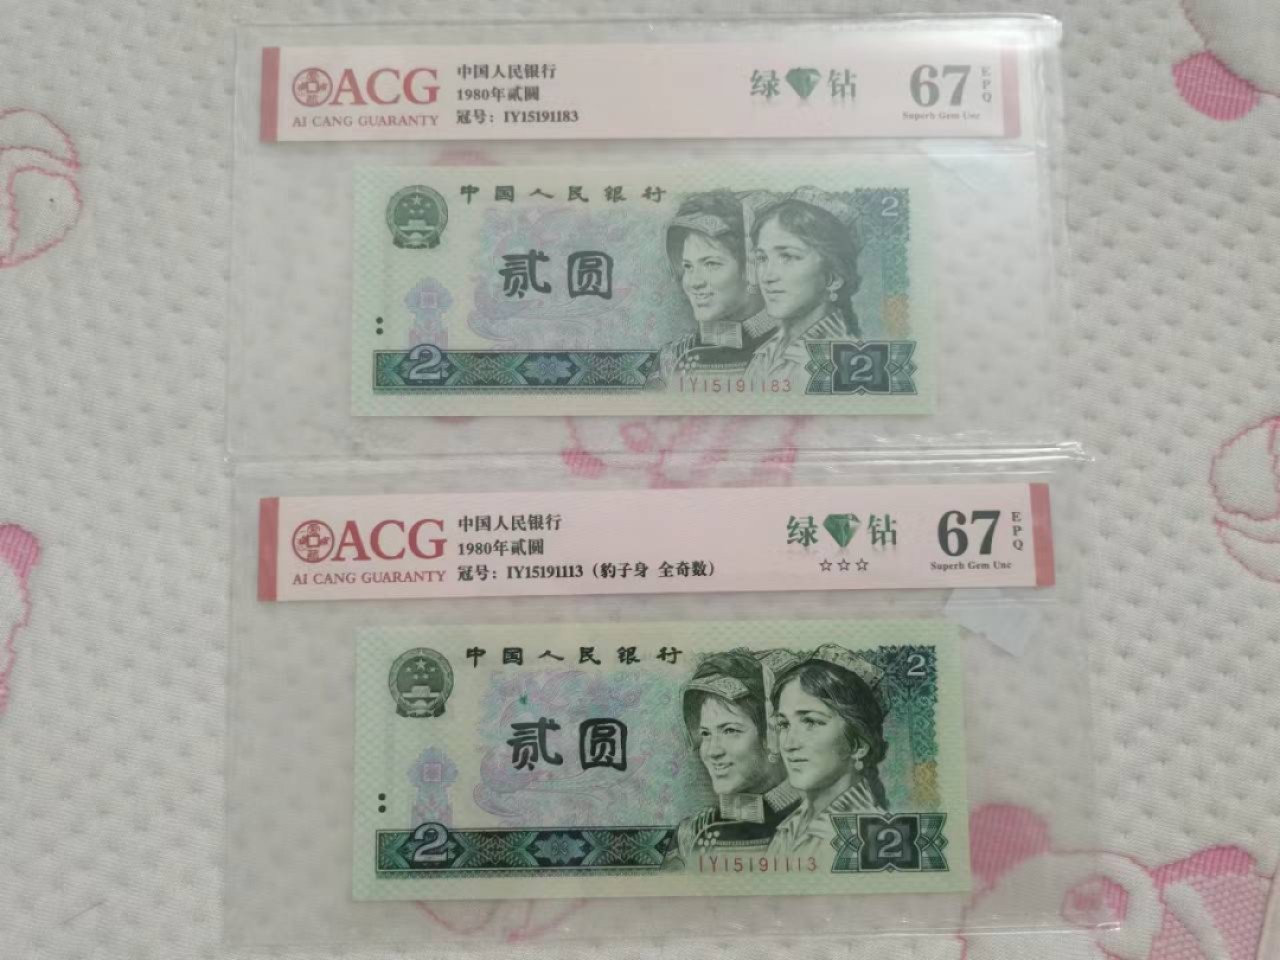 ACG
AI CANG GUARANTY
中国人民银行
1980年贰圆
冠号：IY15191183
绿钻
67
EPQ
Superb Gem Unc
中国人民银行
2
贰圆
2
IY15191183
2
ACG
AI CANG GUARANTY
中国人民银行
1980年贰圆
冠号：IY15191113（豹子身 全奇数）
绿钻
☆☆☆
67
EPQ
Superb Gem Unc
中国人民银行
2
贰圆
2
IY15191113
2